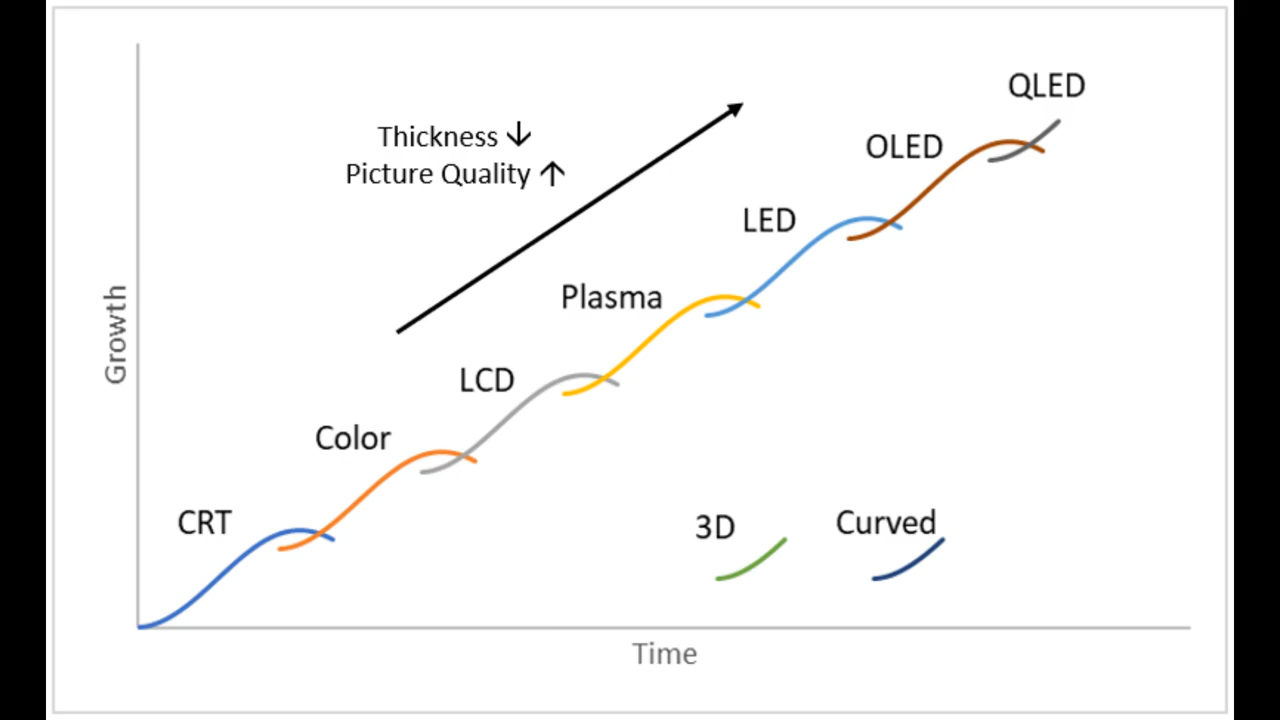 QLED
Thickness ↓
OLED
Picture Quality ↑
LED
Plasma
Growth
LCD
Color
CRT
3D
Curved
Time